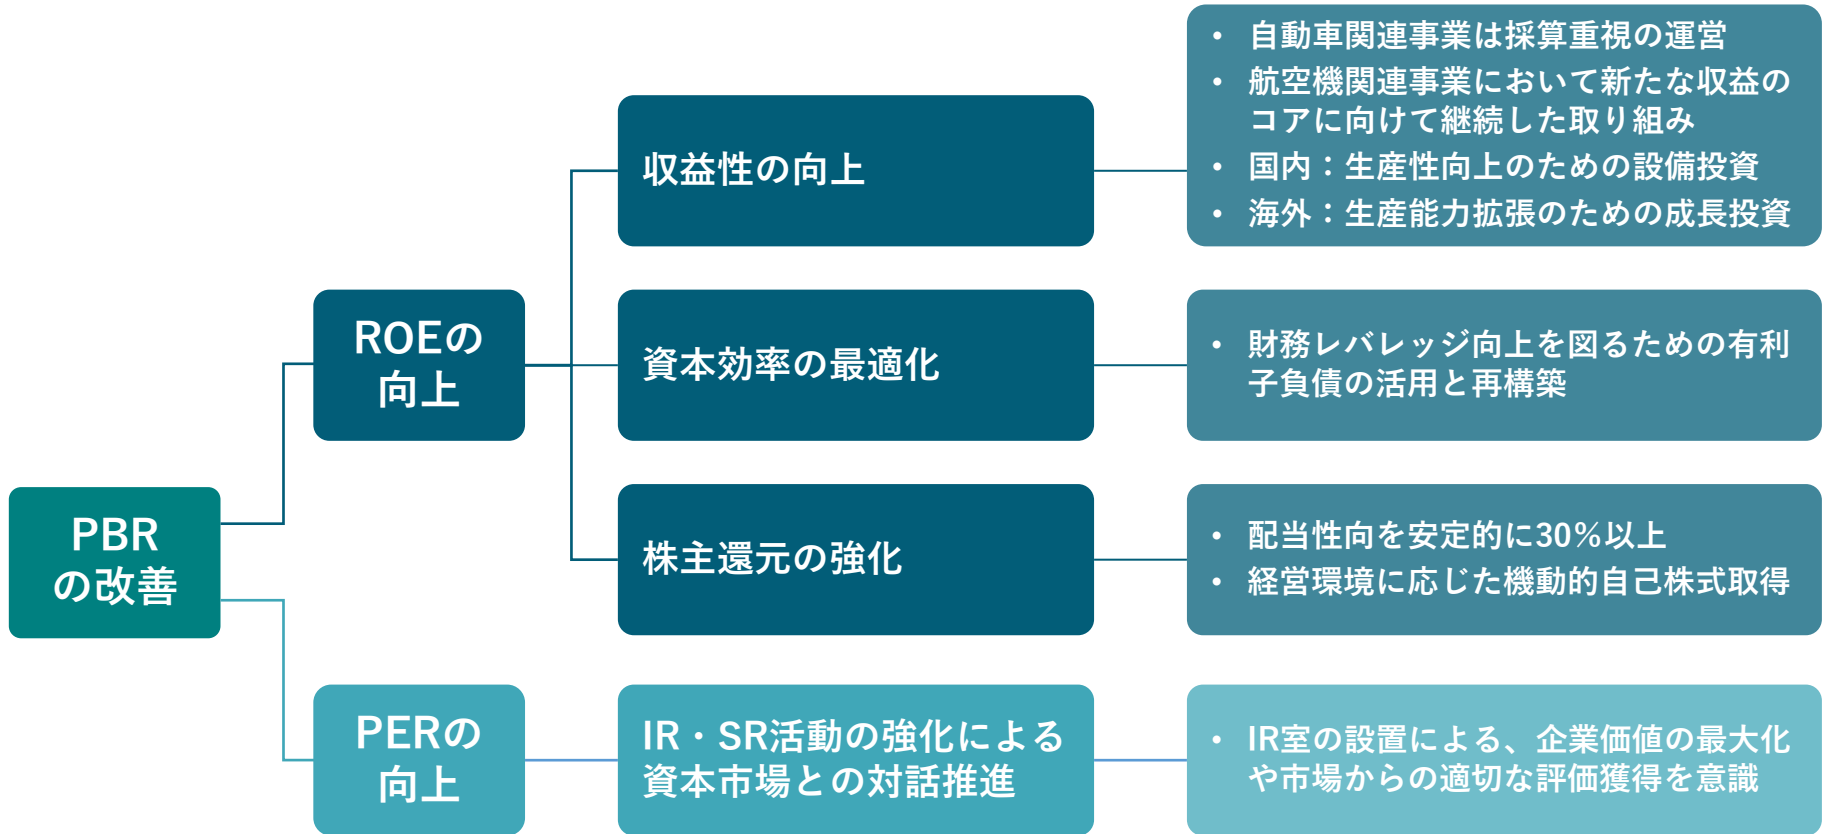 PBR
の改善
ROEの
向上
収益性の向上
• 自動車関連事業は採算重視の運営
• 航空機関連事業において新たな収益の
コアに向けて継続した取り組み
• 国内：生産性向上のための設備投資
• 海外：生産能力拡張のための成長投資
資本効率の最適化
• 財務レバレッジ向上を図るための有利
子負債の活用と再構築
株主還元の強化
• 配当性向を安定的に30％以上
• 経営環境に応じた機動的自己株式取得
PERの
向上
IR・SR活動の強化による
資本市場との対話推進
• IR室の設置による、企業価値の最大化
や市場からの適切な評価獲得を意識